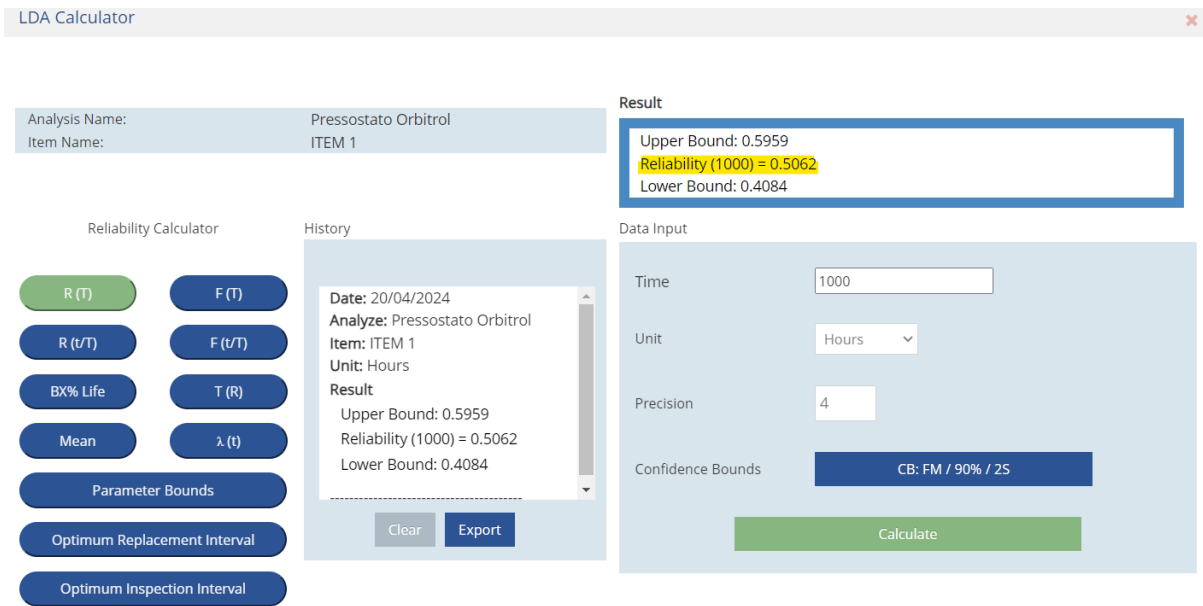 LDA Calculator
Analysis Name: Pressostato Orbitrol
Item Name: ITEM 1
Result
Upper Bound: 0.5959
Reliability (1000) = 0.5062
Lower Bound: 0.4084
Reliability Calculator
R (T) F (T)
R (t/T) F (t/T)
BX% Life T (R)
Mean λ (t)
Parameter Bounds
Optimum Replacement Interval
Optimum Inspection Interval
History
Date: 20/04/2024
Analyze: Pressostato Orbitrol
Item: ITEM 1
Unit: Hours
Result
Upper Bound: 0.5959
Reliability (1000) = 0.5062
Lower Bound: 0.4084
----------------------------------------
Clear Export
Data Input
Time 1000
Unit Hours
Precision 4
Confidence Bounds CB: FM / 90% / 2S
Calculate